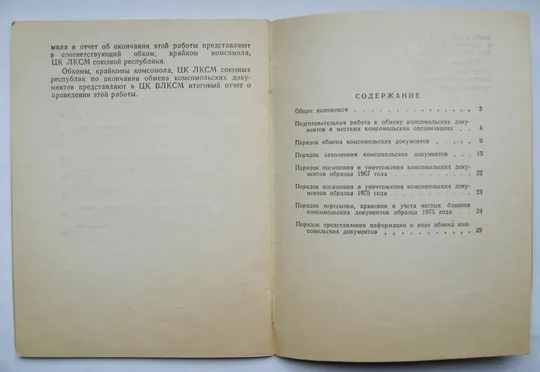 мола и отчет об окончании этой работы представляют
в соответствующий обком, крайком комсомола,
ЦК ЛКСМ союзной республики.
Обкомы, крайкомы комсомола, ЦК ЛКСМ союзных
республик по окончании обмена комсомольских доку-
ментов представляют в ЦК ВЛКСМ итоговый отчет о
проведении этой работы.
СОДЕРЖАНИЕ
Общие положения . . . . . . . . . . 3
Подготовительная работа к обмену комсомольских доку-
ментов в местных комсомольских организациях . . 4
Порядок обмена комсомольских документов . . . 9
Порядок заполнения комсомольских документов . . 15
Порядок погашения и уничтожения комсомольских доку-
ментов образца 1967 года . . . . . . . 22
Порядок погашения и уничтожения комсомольских доку-
ментов образца 1975 года . . . . . . . 23
Порядок пересылки, хранения и учета чистых бланков
комсомольских документов образца 1975 года . . 24
Порядок представления информации о ходе обмена ком-
сомольских документов . . . . . . . . 29